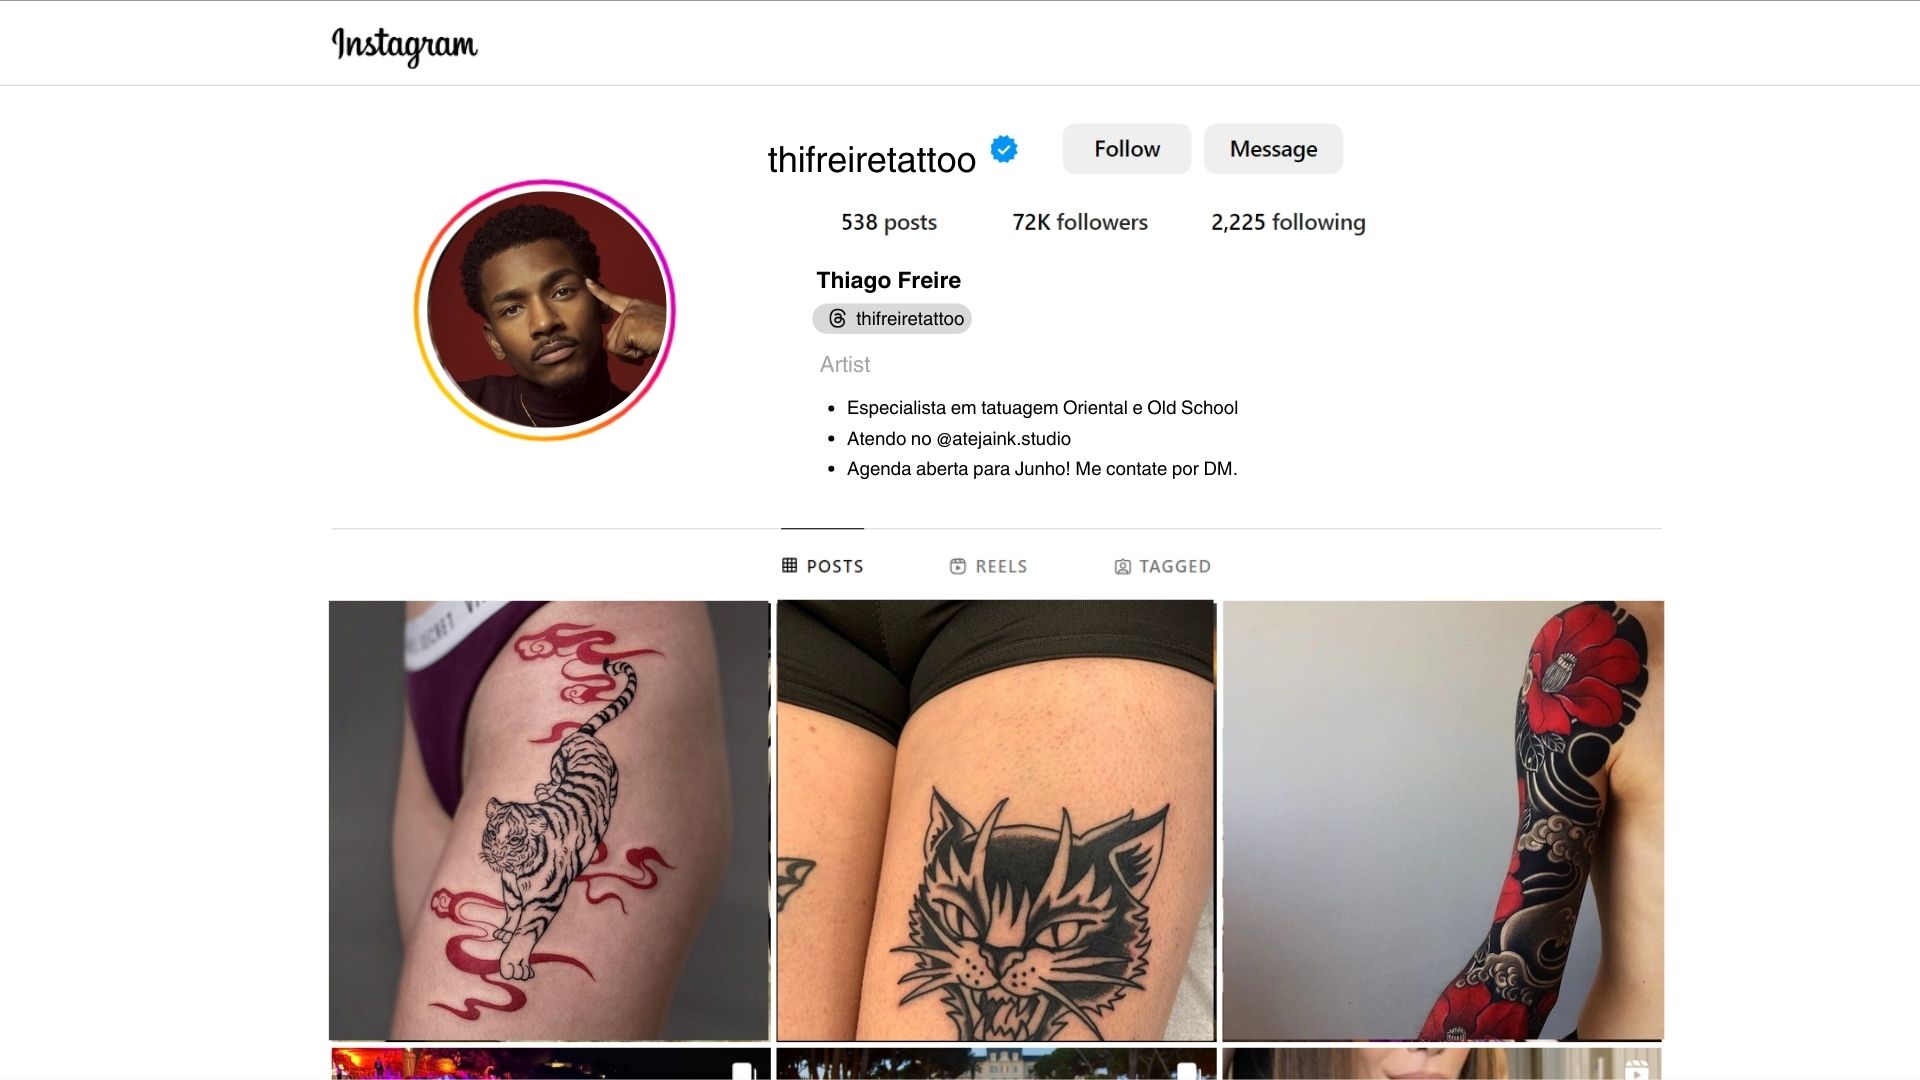 Instagram
thifreiretattoo
Follow
Message
538 posts
72K followers
2,225 following
Thiago Freire
thifreiretattoo
Artist
• Especialista em tatuagem Oriental e Old School
• Atendo no @atejaink.studio
• Agenda aberta para Junho! Me contate por DM.
POSTS
REELS
TAGGED